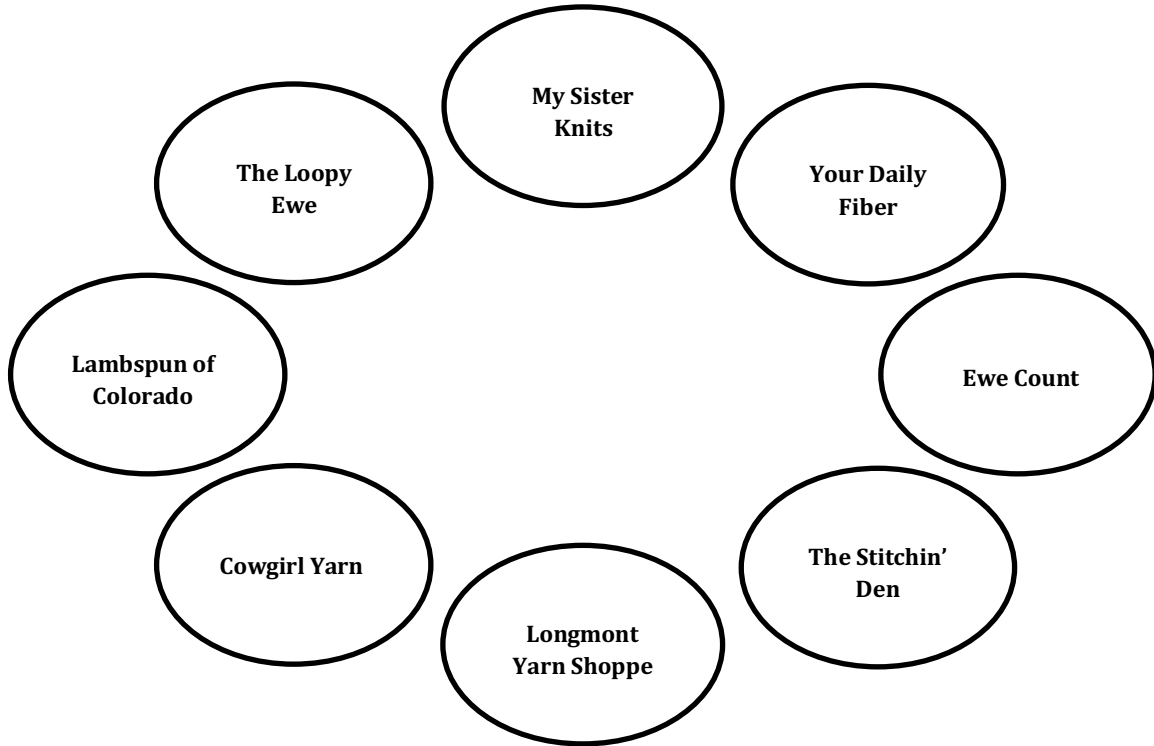 My Sister
Knits
The Loopy
Ewe
Your Daily
Fiber
Lambspun of
Colorado
Ewe Count
Cowgirl Yarn
The Stitchin’
Den
Longmont
Yarn Shoppe